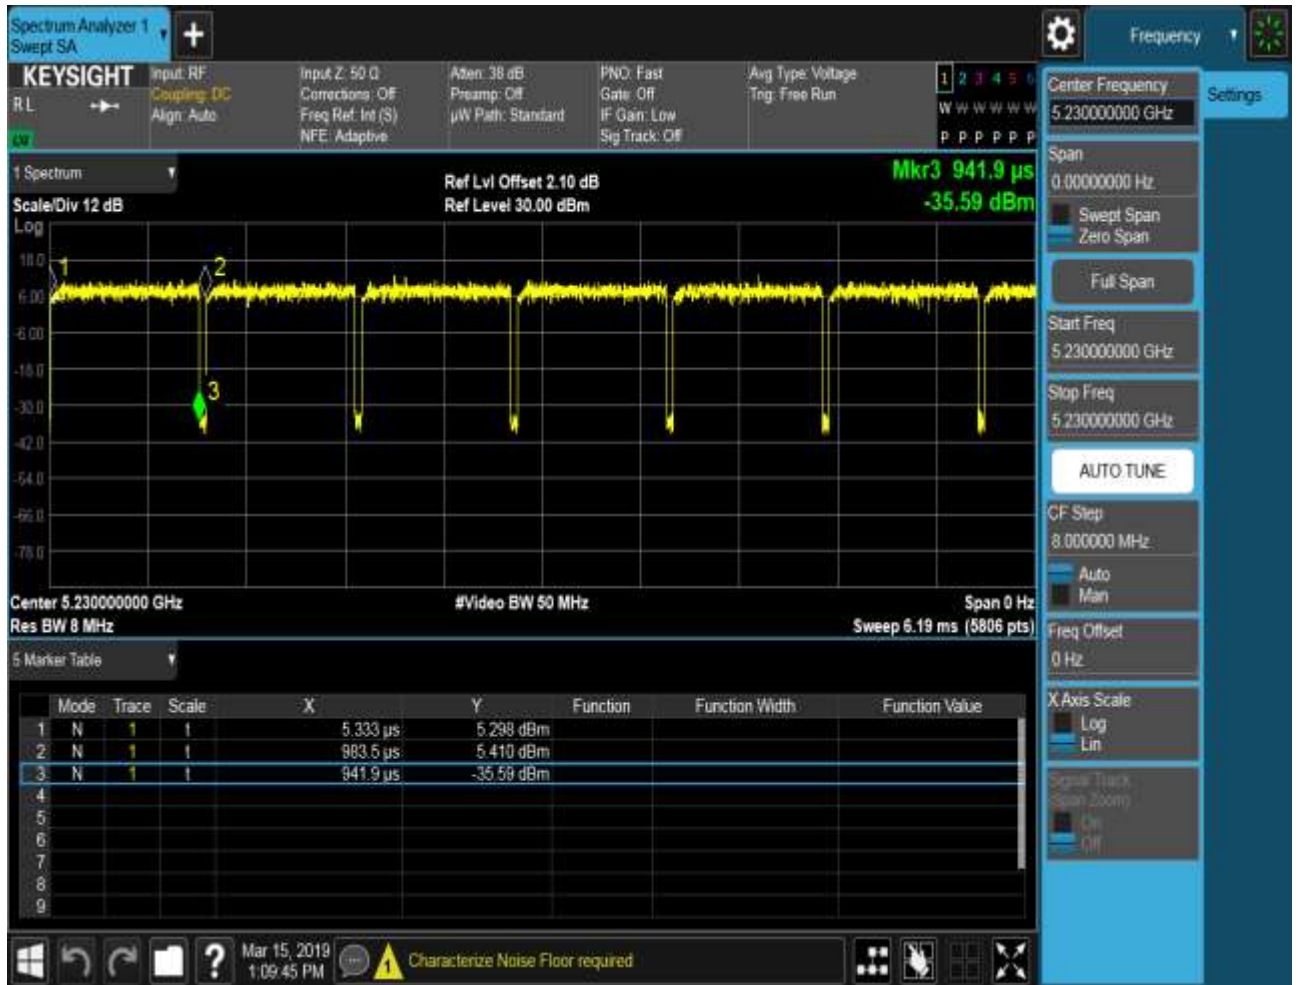 Spectrum Analyzer 1
Swept SA
Frequency
KEYSIGHT
RL
Input: RF
Coupling: DC
Align: Auto
Input Z: 50 Ω
Corrections: Off
Freq Ref: Int (S)
NFE: Adaptive
Atten: 38 dB
Preamp: Off
µW Path: Standard
PNO: Fast
Gate: Off
IF Gain: Low
Sig Track: Off
Avg Type: Voltage
Trig: Free Run
1 2 3 4 5 6
W W W W W W
P P P P P P
1 Spectrum
Scale/Div 12 dB
Log
Ref Lvl Offset 2.10 dB
Ref Level 30.00 dBm
Mkr3 941.9 µs
-35.59 dBm
18.0
6.00
-6.00
-18.0
-30.0
-42.0
-54.0
-66.0
-78.0
1
2
3
Center 5.230000000 GHz
Res BW 8 MHz
#Video BW 50 MHz
Span 0 Hz
Sweep 6.19 ms (5806 pts)
5 Marker Table
Mode Trace Scale X Y Function Function Width Function Value
1 N 1 t 5.333 µs 5.298 dBm
2 N 1 t 983.5 µs 5.410 dBm
3 N 1 t 941.9 µs -35.59 dBm
4
5
6
7
8
9
Mar 15, 2019
1:09:45 PM
?
1
Characterize Noise Floor required
Center Frequency
5.230000000 GHz
Settings
Span
0.00000000 Hz
Swept Span
Zero Span
Full Span
Start Freq
5.230000000 GHz
Stop Freq
5.230000000 GHz
AUTO TUNE
CF Step
8.000000 MHz
Auto
Man
Freq Offset
0 Hz
X Axis Scale
Log
Lin
Signal Track
(Span Zoom)
On
Off